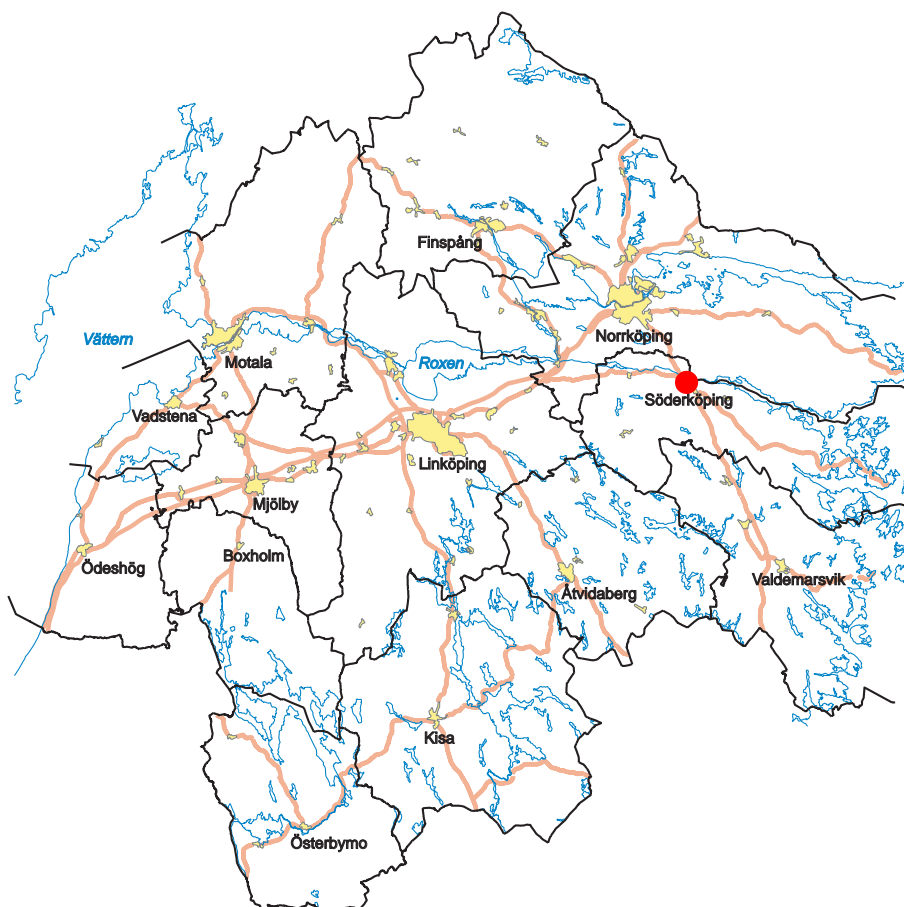 Finspång
Norrköping
Vättern
Motala
Roxen
Söderköping
Vadstena
Linköping
Mjölby
Boxholm
Ödeshög
Åtvidaberg
Valdemarsvik
Kisa
Österbymo